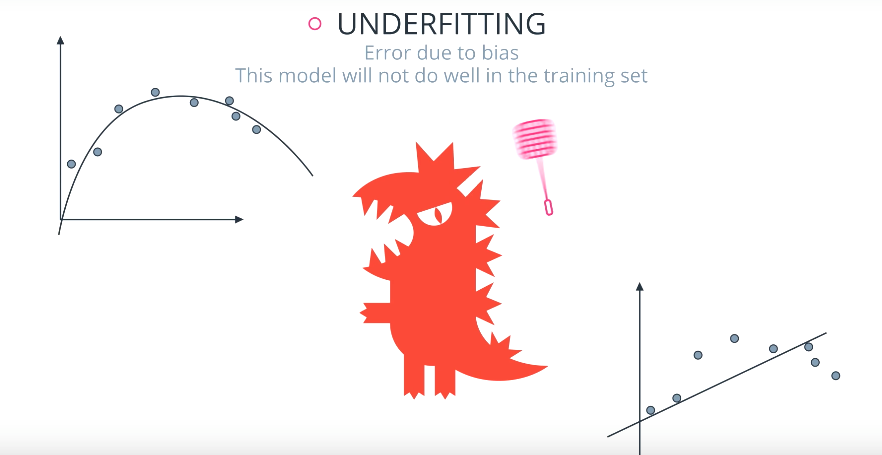 UNDERFITTING
Error due to bias
This model will not do well in the training set